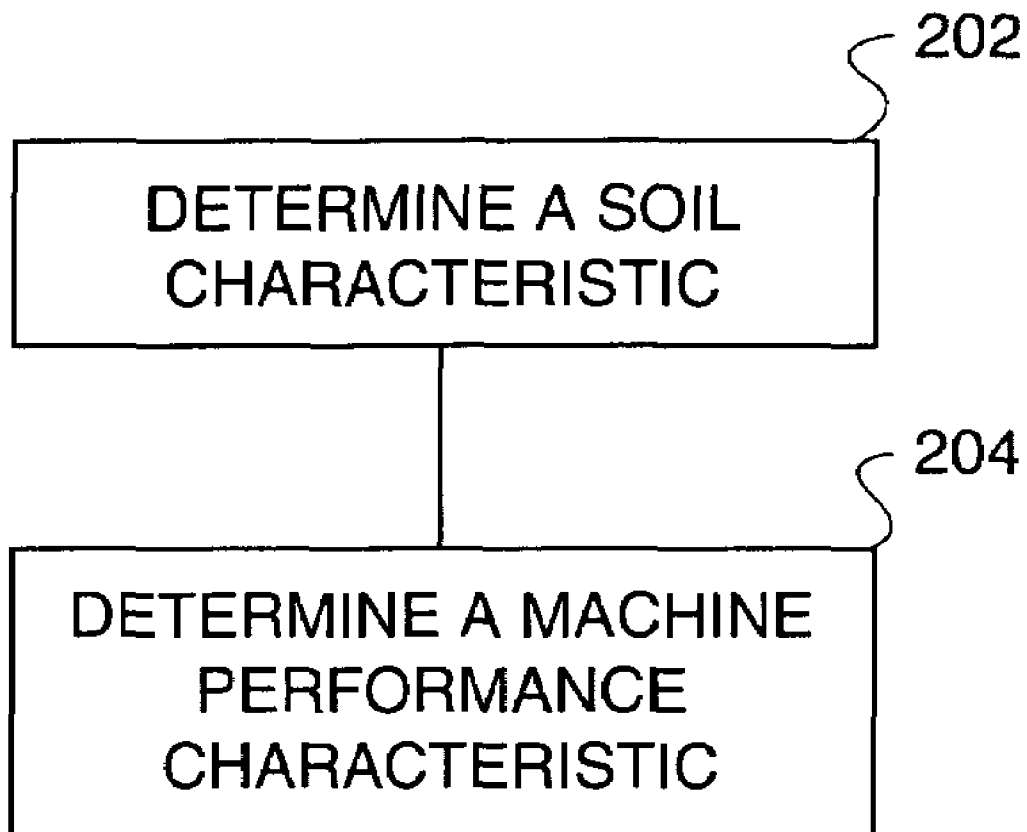 202
DETERMINE A SOIL
CHARACTERISTIC
204
DETERMINE A MACHINE
PERFORMANCE
CHARACTERISTIC